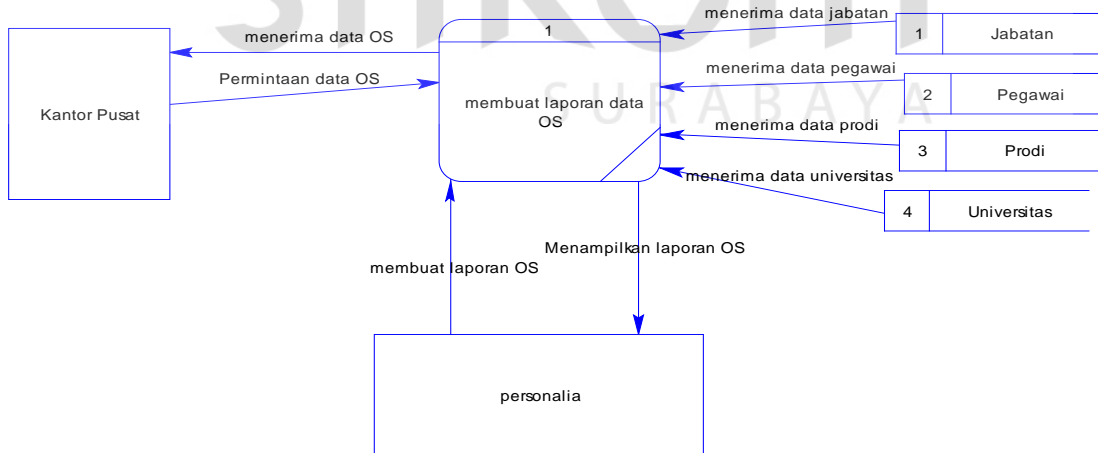 menerima data jabatan
1
1 Jabatan
menerima data OS
menerima data pegawai
Permintaan data OS
2 Pegawai
membuat laporan data
OS
SURABAYA
Kantor Pusat
menerima data prodi
3 Prodi
menerima data universitas
4 Universitas
Menampilkan laporan OS
membuat laporan OS
personalia